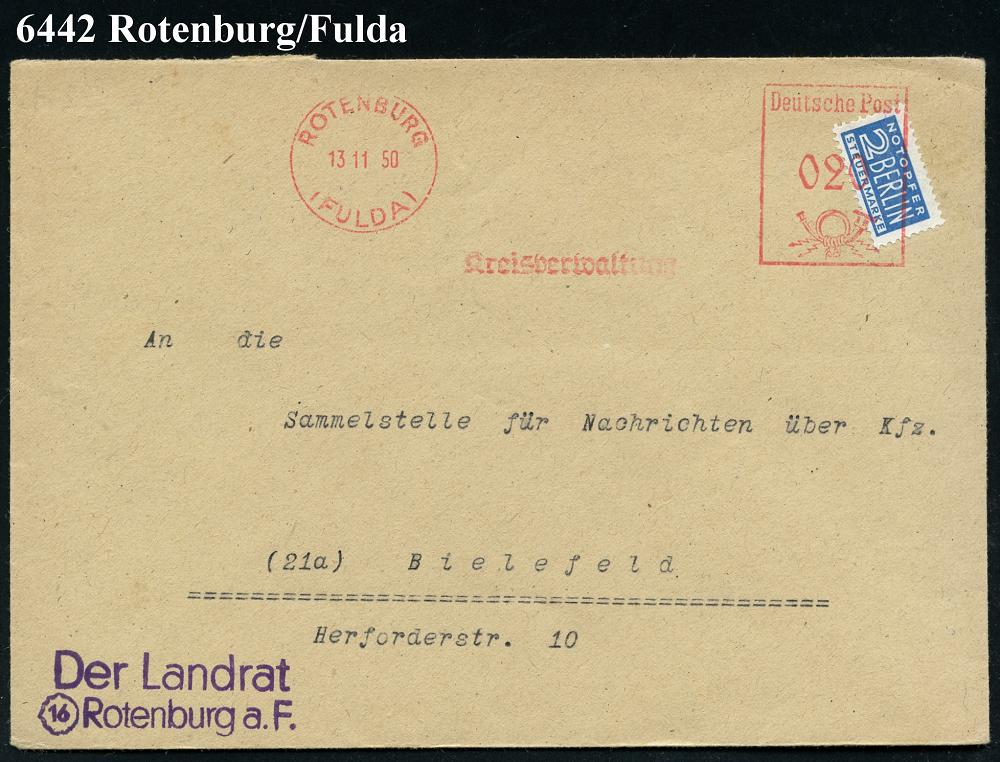 6442 Rotenburg/Fulda
ROTENBURG
13 11 50
(FULDA)
Deutsche Post
NOTOPFER
2 BERLIN
STEUERMARKE
Kreisverwaltung
An die
Sammelstelle für Nachrichten über Kfz.
(21a) Bielefeld
Herforderstr. 10
Der Landrat
16 Rotenburg a.F.